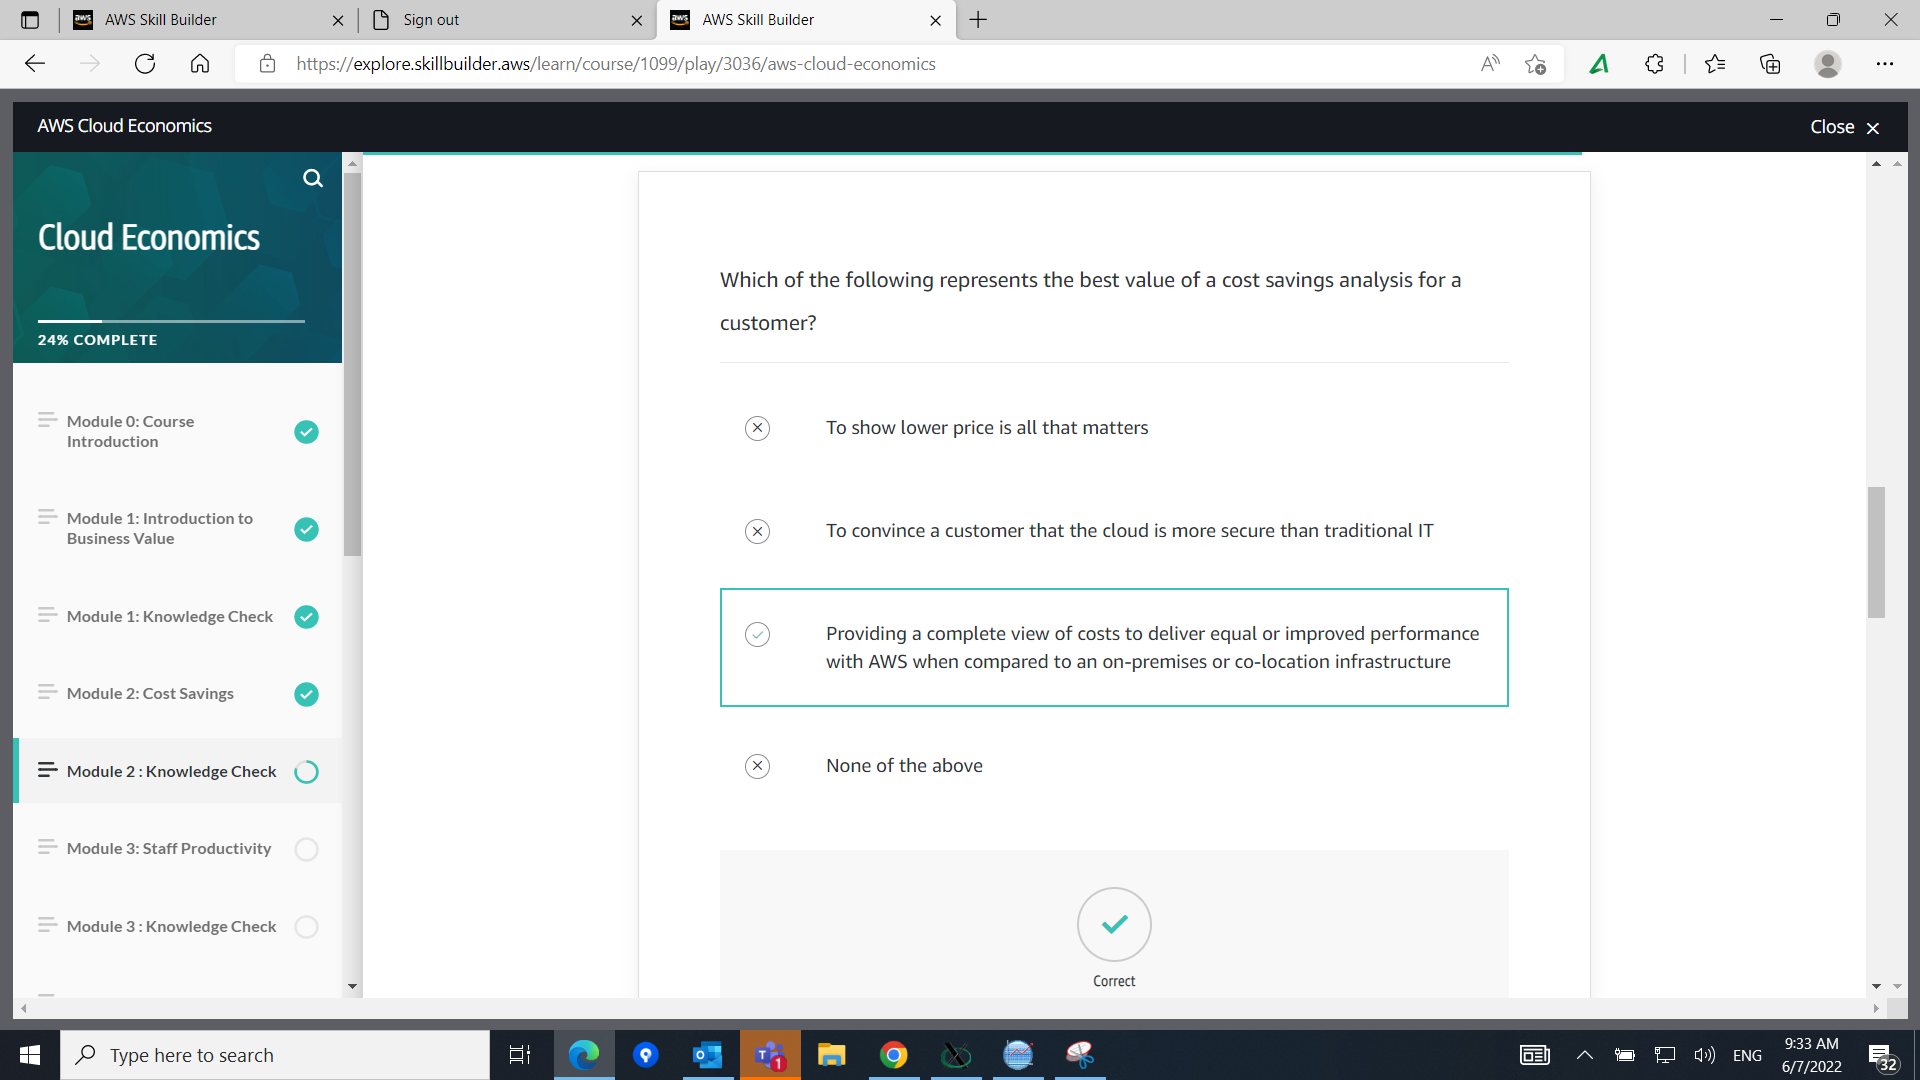 AWS Skill Builder
Sign out
AWS Skill Builder
https://explore.skillbuilder.aws/learn/course/1099/play/3036/aws-cloud-economics
AWS Cloud Economics
Close
Cloud Economics
24% COMPLETE
Module 0: Course
Introduction
Module 1: Introduction to
Business Value
Module 1: Knowledge Check
Module 2: Cost Savings
Module 2 : Knowledge Check
Module 3: Staff Productivity
Module 3 : Knowledge Check
Which of the following represents the best value of a cost savings analysis for a
customer?
To show lower price is all that matters
To convince a customer that the cloud is more secure than traditional IT
Providing a complete view of costs to deliver equal or improved performance
with AWS when compared to an on-premises or co-location infrastructure
None of the above
Correct
Type here to search
1
ENG
9:33 AM
6/7/2022
32